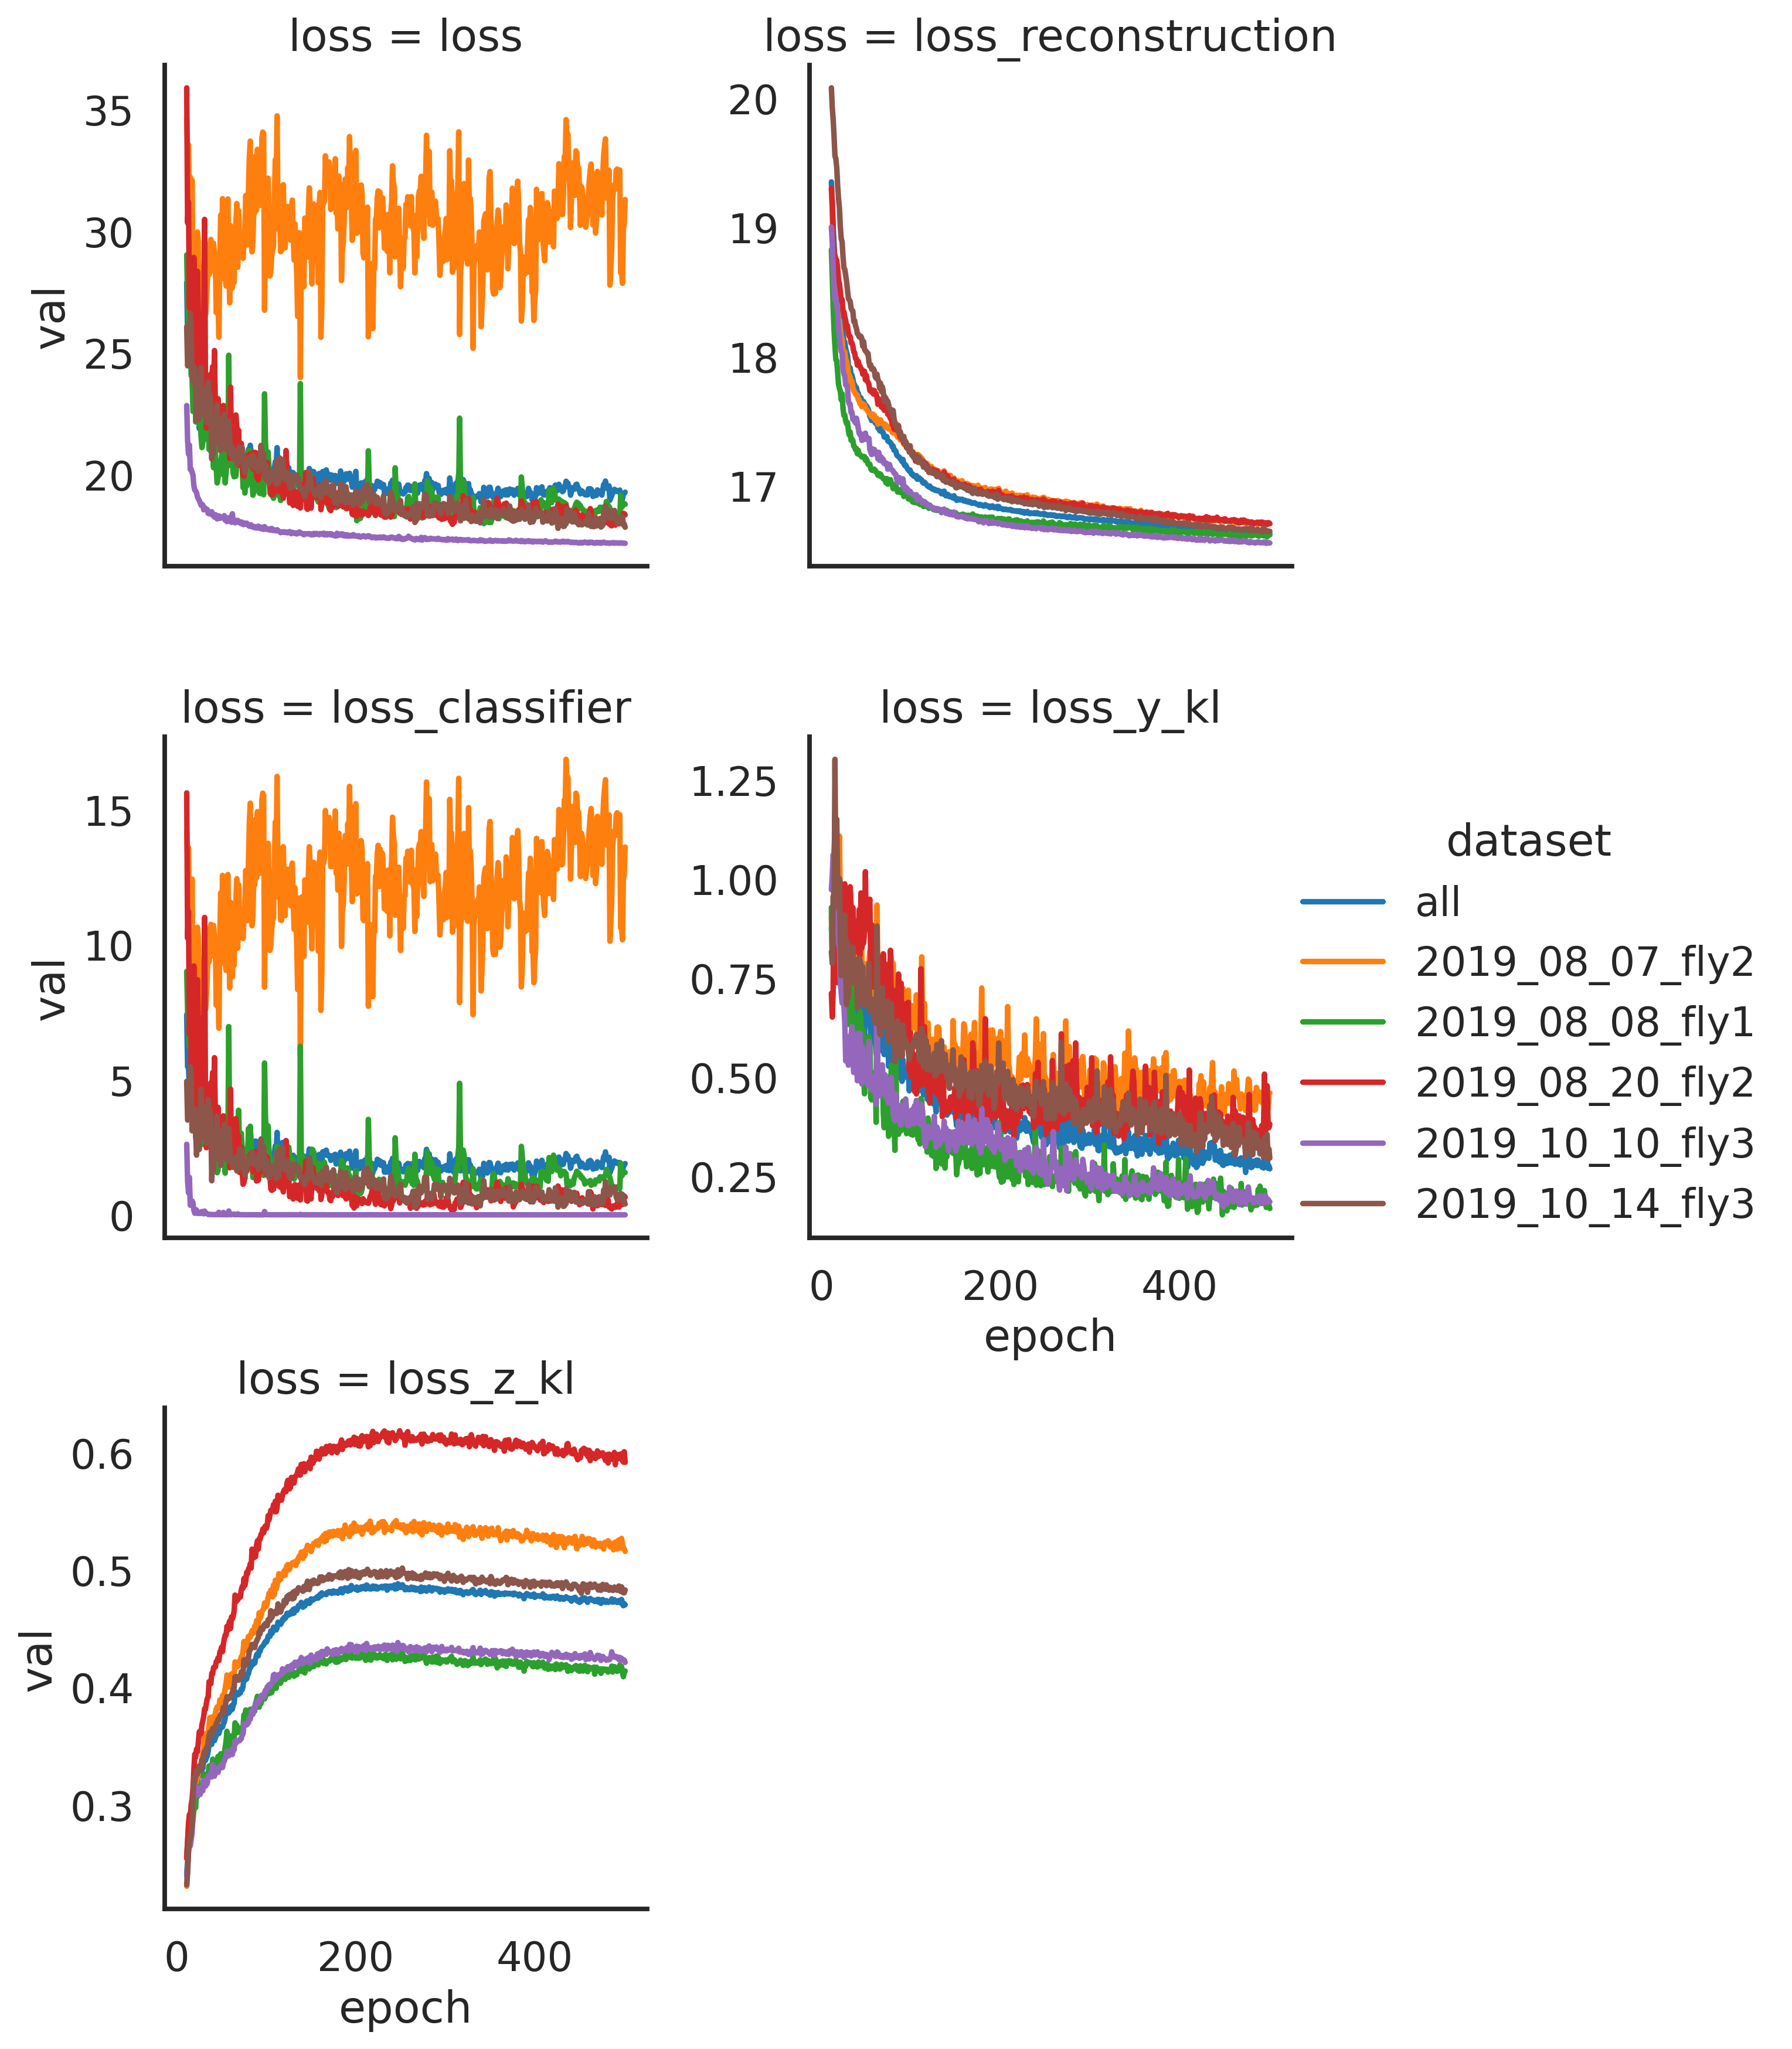 loss = loss
loss = loss_reconstruction
35
30
25
20
val
20
19
18
17
loss = loss_classifier
loss = loss_y_kl
15
10
5
0
val
1.25
1.00
0.75
0.50
0.25
0
200
400
epoch
dataset
all
2019_08_07_fly2
2019_08_08_fly1
2019_08_20_fly2
2019_10_10_fly3
2019_10_14_fly3
loss = loss_z_kl
0.6
0.5
0.4
0.3
val
0
200
400
epoch